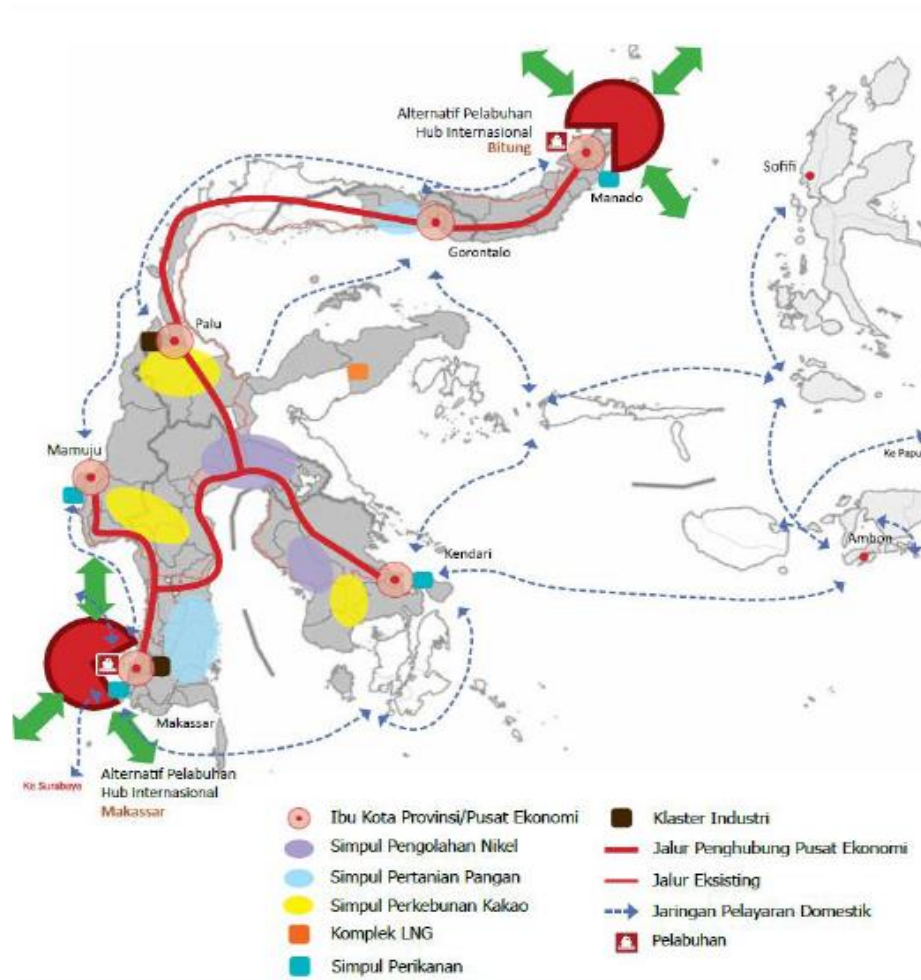 Alternatif Pelabuhan
Hub Internasional
Bitung
Sofifi
Manado
Gorontalo
Palu
Mamuju
Ke Papu
Ambon
Kendari
Makassar
Ke Surabaya
Alternatif Pelabuhan
Hub Internasional
Makassar
Ibu Kota Provinsi/Pusat Ekonomi
Simpul Pengolahan Nikel
Simpul Pertanian Pangan
Simpul Perkebunan Kakao
Komplek LNG
Simpul Perikanan
Klaster Industri
Jalur Penghubung Pusat Ekonomi
Jalur Eksisting
Jaringan Pelayaran Domestik
Pelabuhan